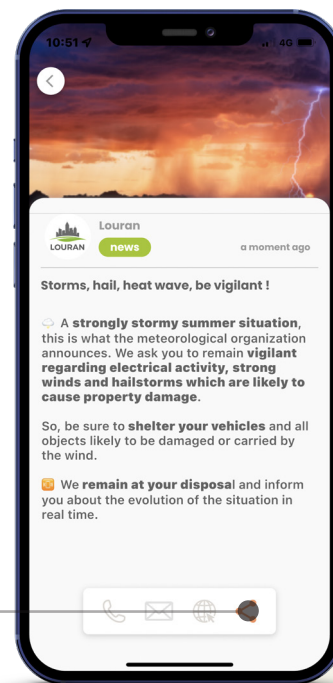 10:51
4G
Louran
LOURAN
news
a moment ago
Storms, hail, heat wave, be vigilant !
A strongly stormy summer situation,
this is what the meteorological organization
announces. We ask you to remain vigilant
regarding electrical activity, strong
winds and hailstorms which are likely to
cause property damage.
So, be sure to shelter your vehicles and all
objects likely to be damaged or carried by
the wind.
We remain at your disposal and inform
you about the evolution of the situation in
real time.